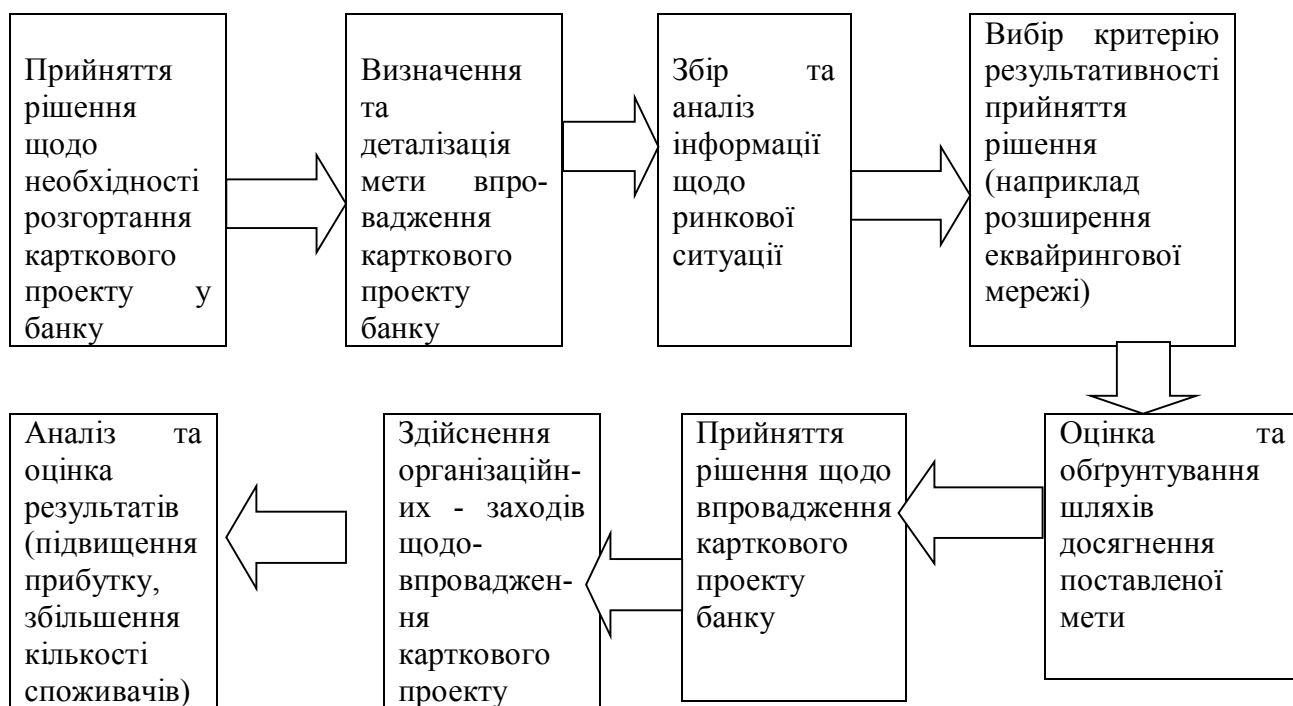 Прийняття
рішення
щодо
необхідності
розгортання
карткового
проекту у
банку
Визначення
та
деталізація
мети впро-
вадження
карткового
проекту
банку
Збір та
аналіз
інформації
щодо
ринкової
ситуації
Вибір критерію
результативності
прийняття
рішення
(наприклад
розширення
еквайрингової
мережі)
Аналіз та
оцінка
результатів
(підвищення
прибутку,
збільшення
кількості
споживачів)
Здійснення
організаційн-
их - заходів
щодо-
впроваджен-
ня
карткового
проекту
Прийняття
рішення щодо
впровадження
карткового
проекту
банку
Оцінка та
обґрунтування
шляхів
досягнення
поставленої
мети